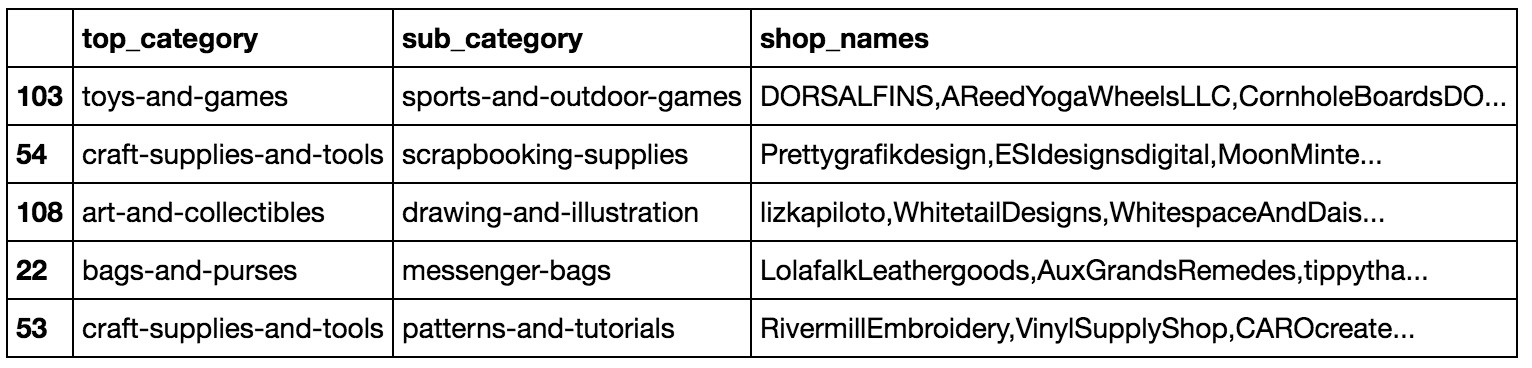 top_category sub_category shop_names
103 toys-and-games sports-and-outdoor-games DORSALFINS,AReedYogaWheelsLLC,CornholeBoardsDO...
54 craft-supplies-and-tools scrapbooking-supplies Prettygrafikdesign,ESIdesignsdigital,MoonMinte...
108 art-and-collectibles drawing-and-illustration lizkapiloto,WhitetailDesigns,WhitespaceAndDais...
22 bags-and-purses messenger-bags LolafalkLeathergoods,AuxGrandsRemedes,tippytha...
53 craft-supplies-and-tools patterns-and-tutorials RivermillEmbroidery,VinylSupplyShop,CAROcreate...